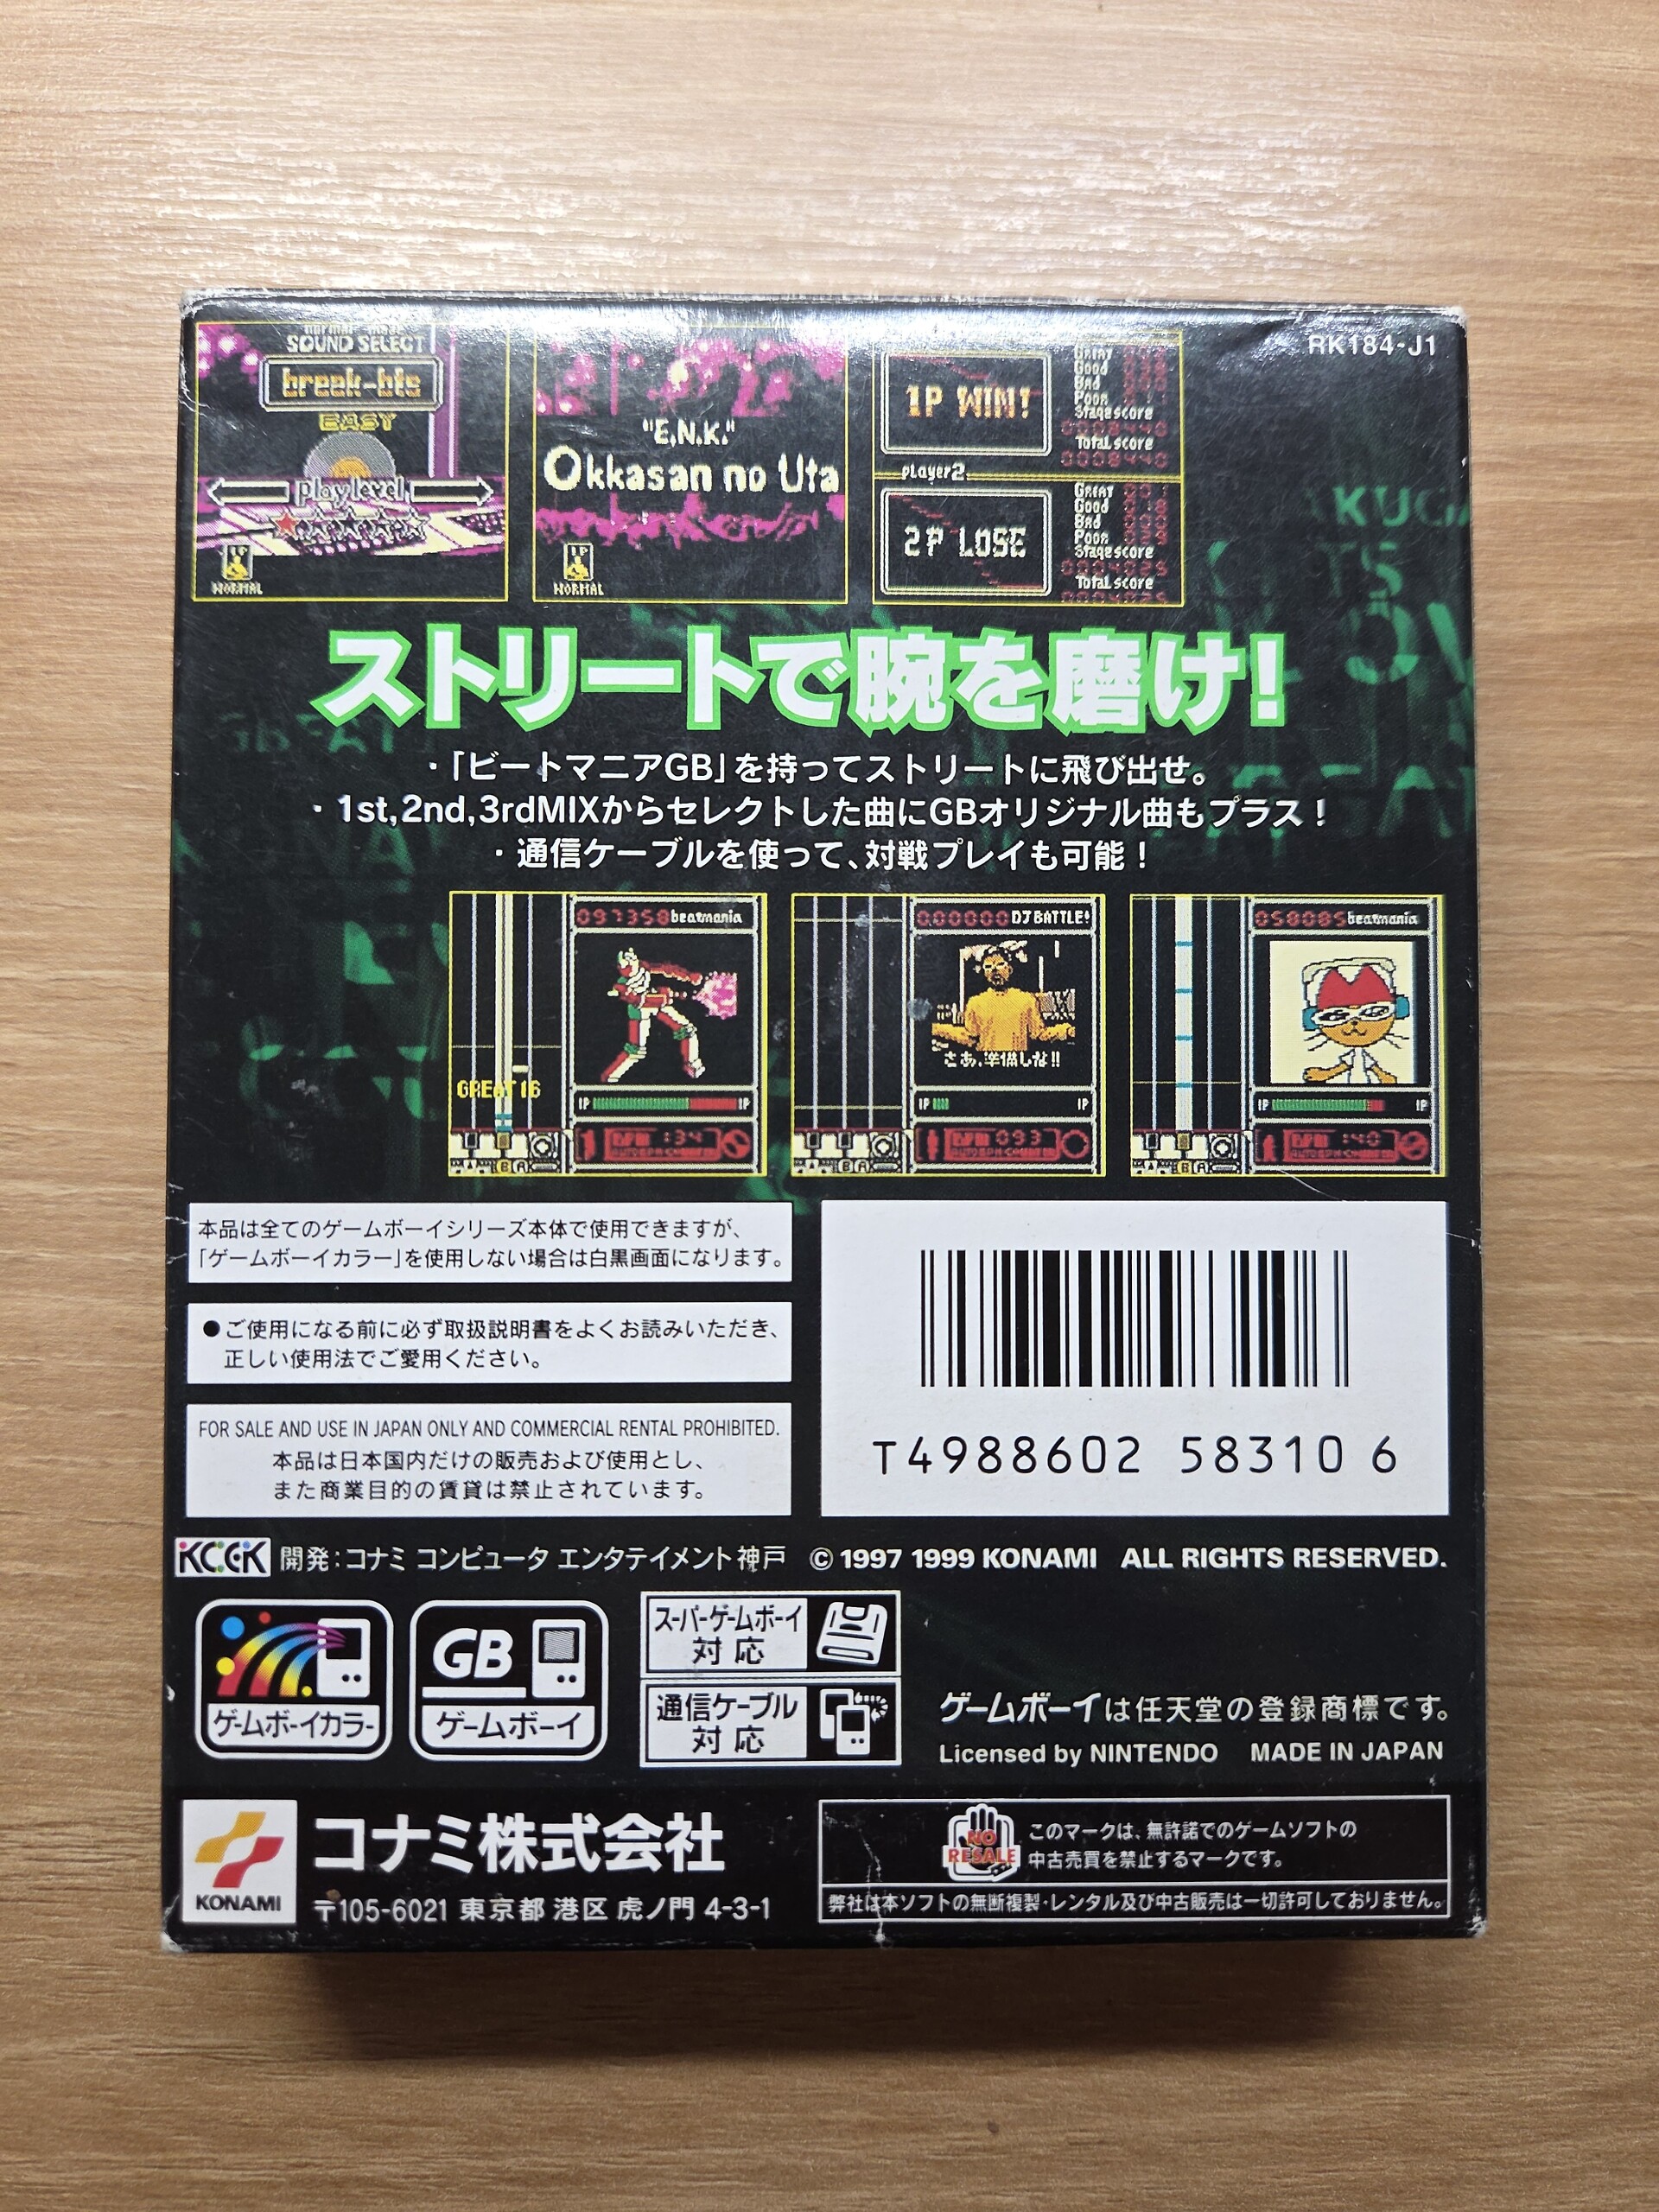 RK184-J1
SOUND SELECT
break-bts
EASY
play level
1P
NORMAL
"E.N.K."
Okkasan no Uta
1P
NORMAL
1P WIN!
Great
Good
Bad
Poor
Stage score
0008440
Total score
0008440
player2
2P LOSE
Great
Good
Bad
Poor
Stage score
0004025
Total score
0004025
ストリートで腕を磨け!
・「ビートマニアGB」を持ってストリートに飛び出せ。
・1st,2nd,3rdMIXからセレクトした曲にGBオリジナル曲もプラス！
・通信ケーブルを使って、対戦プレイも可能！
097358 beatmania
GREAT 16
1P 1P
BPM 134
B A
000000 DJ BATTLE!
さあ、準備しな!!
1P 1P
BPM 093
B A
058085 beatmania
1P 1P
BPM 140
B A
本品は全てのゲームボーイシリーズ本体で使用できますが、
「ゲームボーイカラー」を使用しない場合は白黒画面になります。
●ご使用になる前に必ず取扱説明書をよくお読みいただき、
正しい使用法でご愛用ください。
FOR SALE AND USE IN JAPAN ONLY AND COMMERCIAL RENTAL PROHIBITED.
本品は日本国内だけの販売および使用とし、
また商業目的の賃貸は禁止されています。
T4988602 58310 6
KCEK 開発：コナミ コンピュータ エンタテイメント 神戸 © 1997 1999 KONAMI ALL RIGHTS RESERVED.
ゲームボーイカラー
GB
ゲームボーイ
スーパーゲームボーイ
対応
通信ケーブル
対応
ゲームボーイは任天堂の登録商標です。
Licensed by NINTENDO MADE IN JAPAN
KONAMI
コナミ株式会社
〒105-6021 東京都 港区 虎ノ門 4-3-1
NO
RESALE
このマークは、無許諾でのゲームソフトの
中古売買を禁止するマークです。
弊社は本ソフトの無断複製・レンタル及び中古販売は一切許可しておりません。